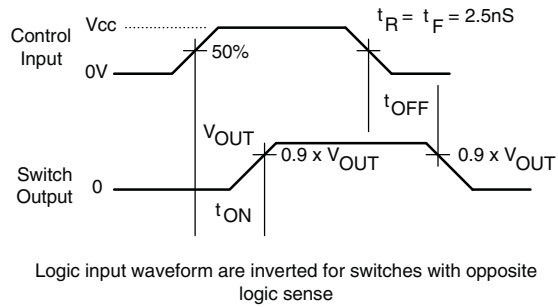 Control
Input
Vcc
0V
50%
tR = tF = 2.5nS
tOFF
VOUT
Switch
Output
0
0.9 x VOUT
0.9 x VOUT
tON
Logic input waveform are inverted for switches with opposite
logic sense